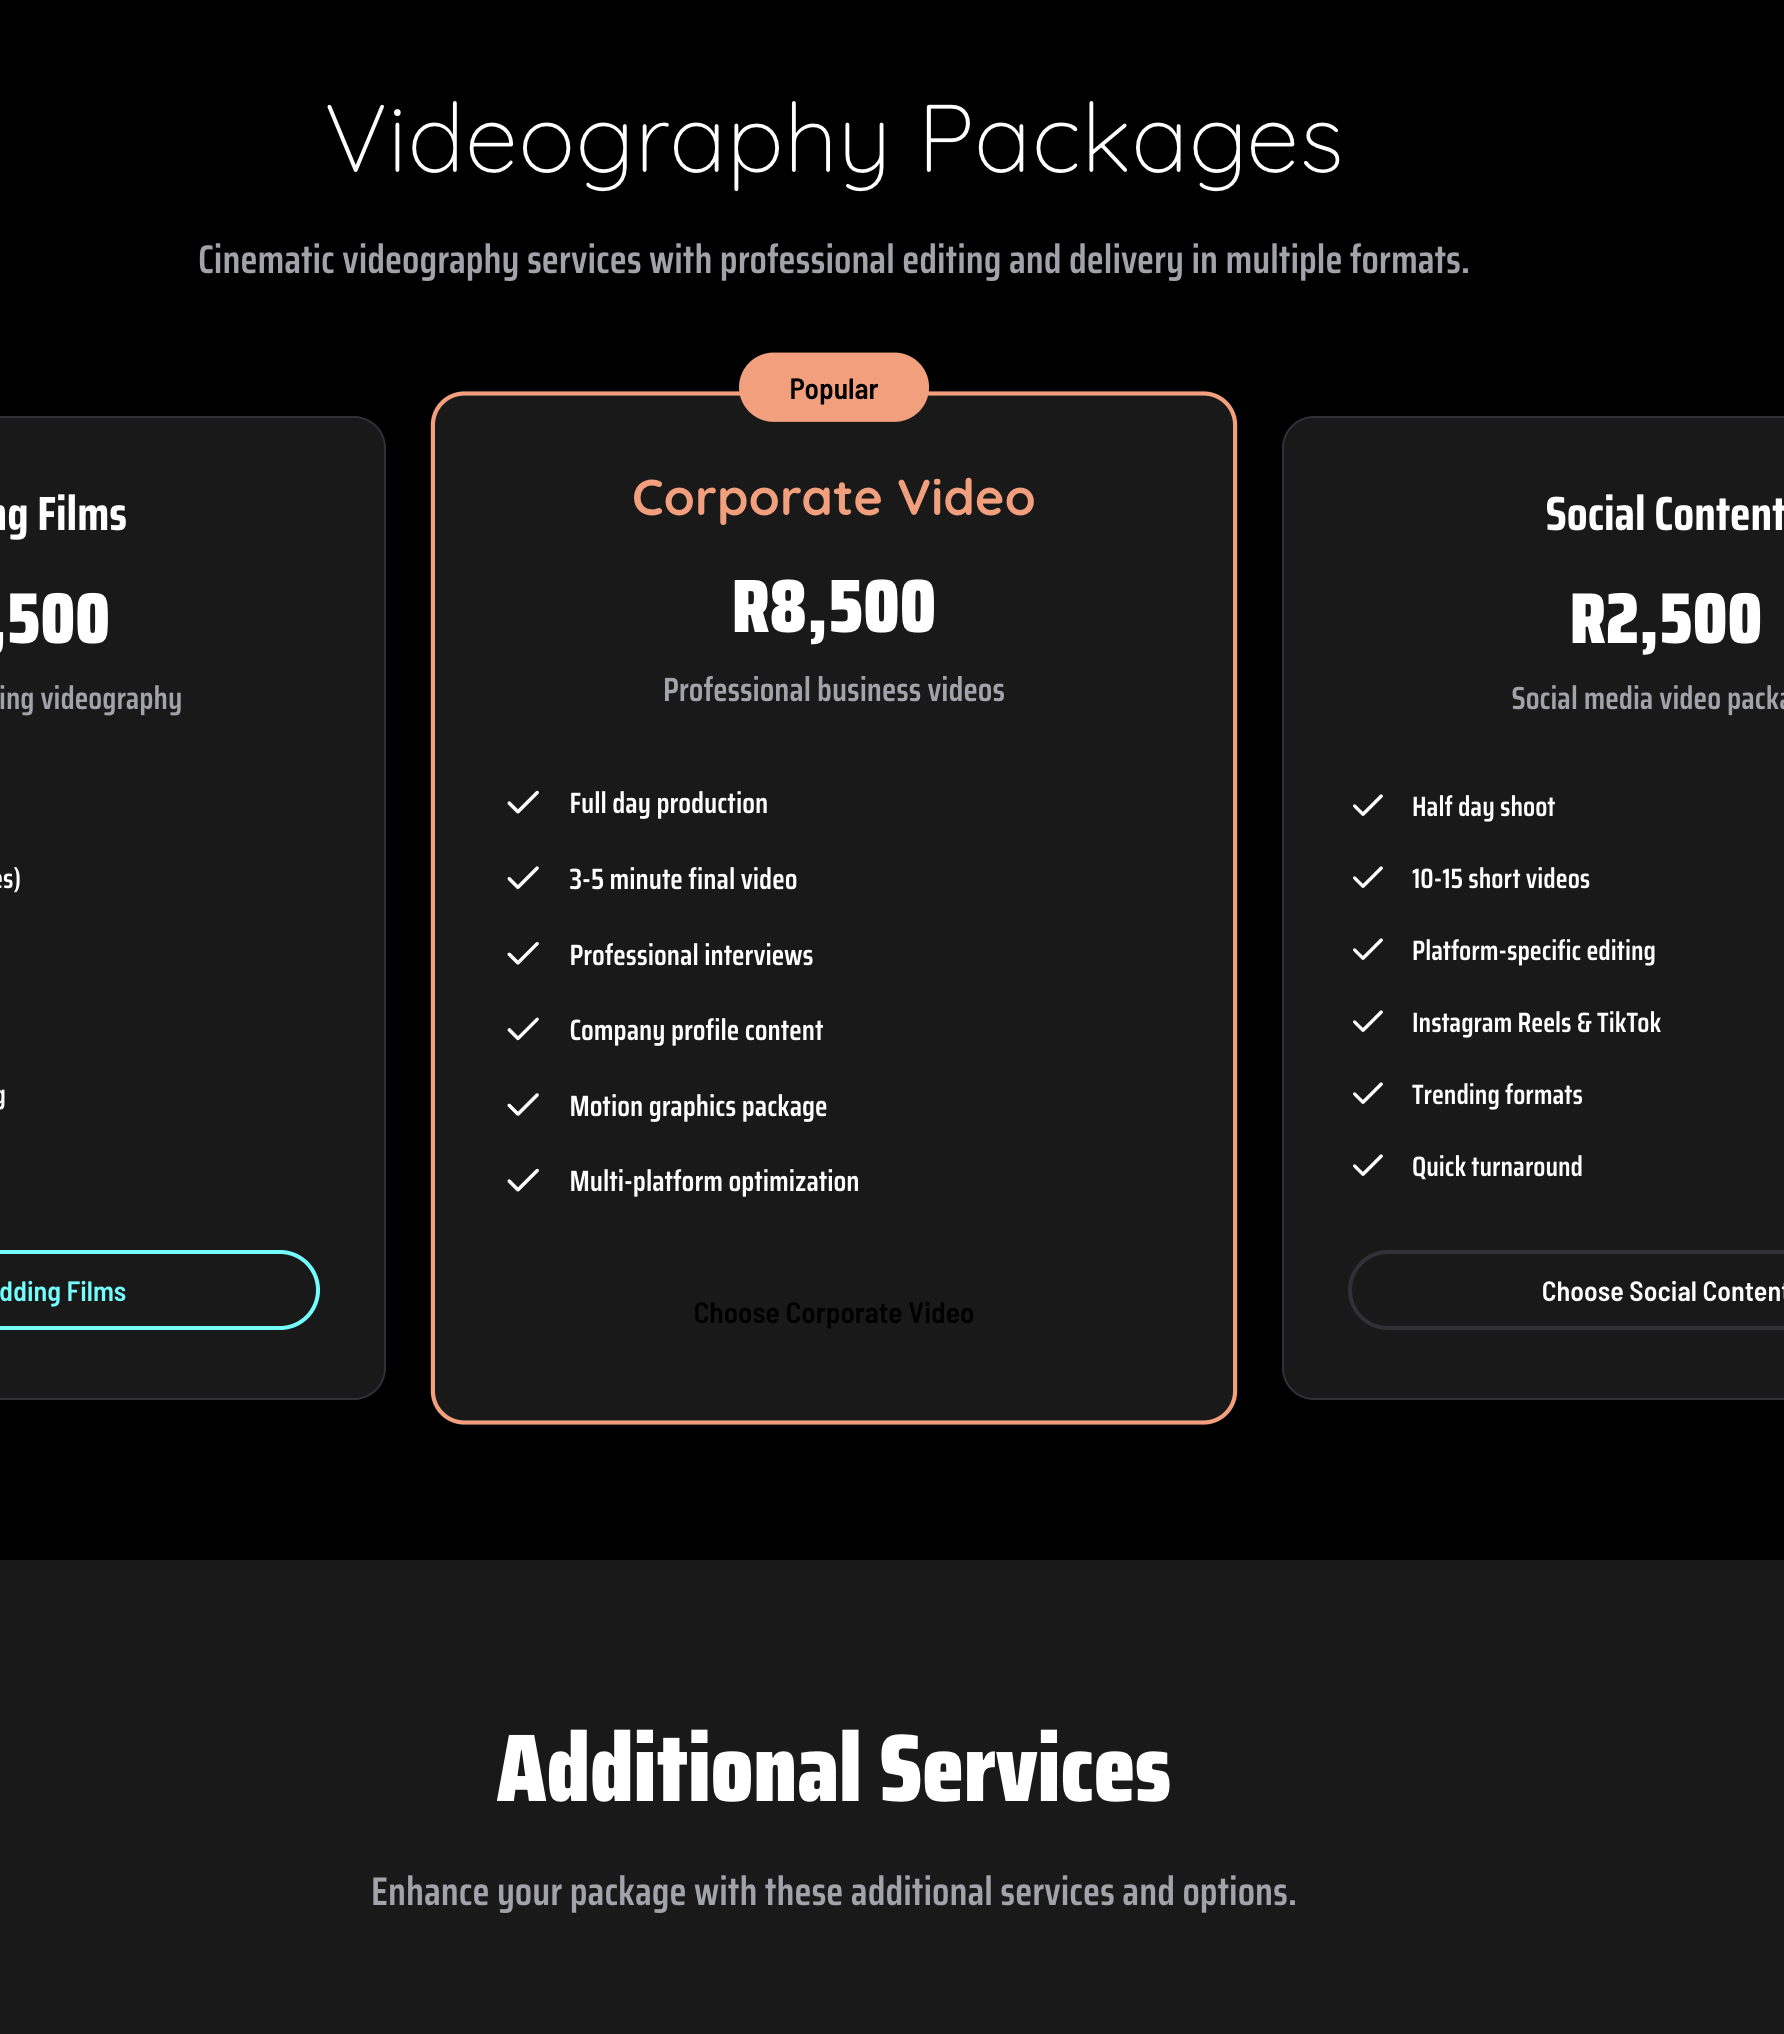 Videography Packages
Cinematic videography services with professional editing and delivery in multiple formats.
g Films
,500
ing videography
es)
g
dding Films
Popular
Corporate Video
R8,500
Professional business videos
Full day production
3-5 minute final video
Professional interviews
Company profile content
Motion graphics package
Multi-platform optimization
Choose Corporate Video
Social Content
R2,500
Social media video packa
Half day shoot
10-15 short videos
Platform-specific editing
Instagram Reels & TikTok
Trending formats
Quick turnaround
Choose Social Content
Additional Services
Enhance your package with these additional services and options.